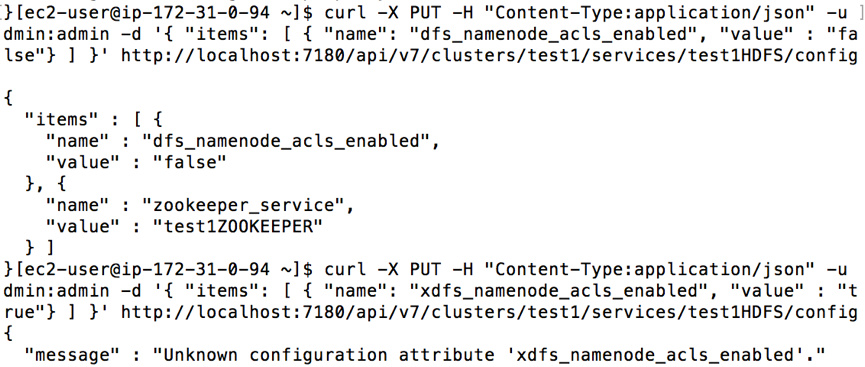 }[ec2-user@ip-172-31-0-94 ~]$ curl -X PUT -H "Content-Type:application/json" -u ]
dmin:admin -d '{ "items": [ { "name": "dfs_namenode_acls_enabled", "value" : "fa
lse"} ] }' http://localhost:7180/api/v7/clusters/test1/services/test1HDFS/config
{
"items" : [ {
"name" : "dfs_namenode_acls_enabled",
"value" : "false"
}, {
"name" : "zookeeper_service",
"value" : "test1ZOOKEEPER"
} ]
}[ec2-user@ip-172-31-0-94 ~]$ curl -X PUT -H "Content-Type:application/json" -u
dmin:admin -d '{ "items": [ { "name": "xdfs_namenode_acls_enabled", "value" : "t
rue"} ] }' http://localhost:7180/api/v7/clusters/test1/services/test1HDFS/config
{
"message" : "Unknown configuration attribute 'xdfs_namenode_acls_enabled'."